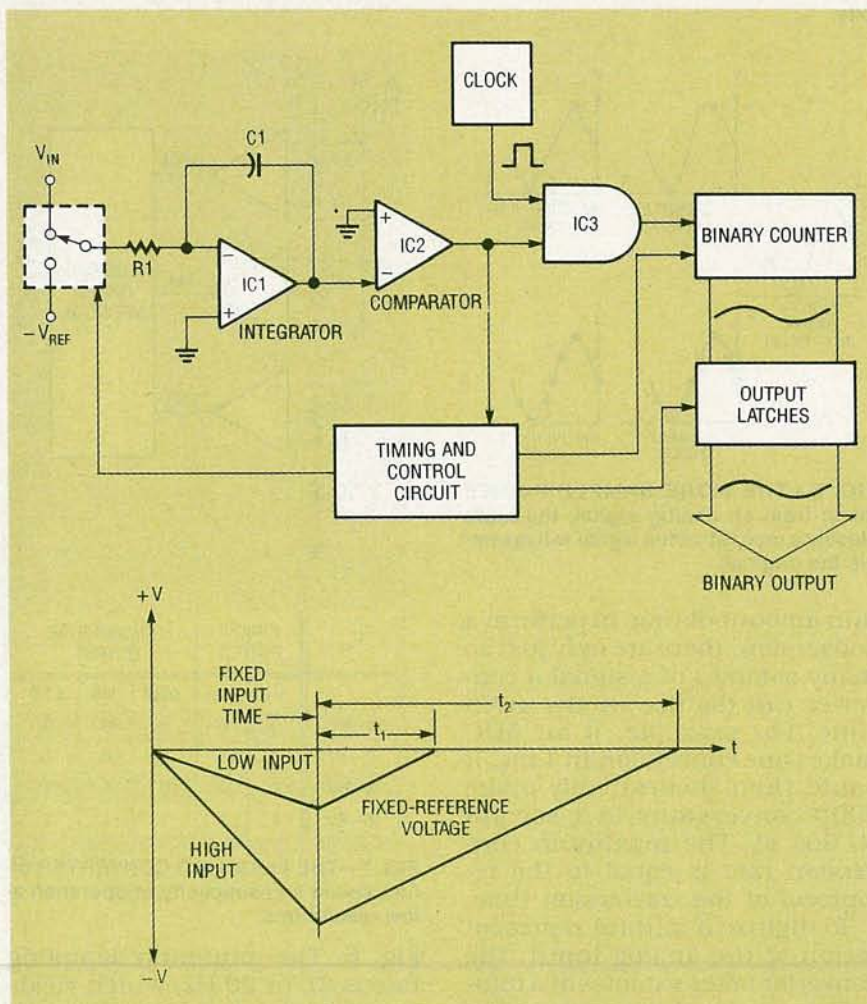 CLOCK
C1
V_IN
R1
-V_REF
−
+
IC1
INTEGRATOR
+
−
IC2
COMPARATOR
IC3
BINARY COUNTER
OUTPUT
LATCHES
TIMING AND
CONTROL
CIRCUIT
BINARY OUTPUT
+V
FIXED
INPUT
TIME
t₂
t₁
t
LOW INPUT
FIXED-REFERENCE
VOLTAGE
HIGH
INPUT
−V